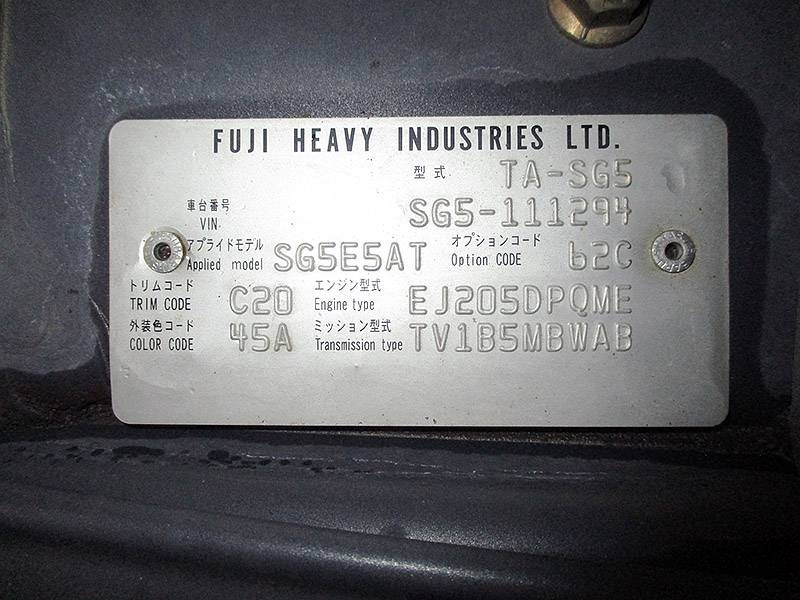 FUJI HEAVY INDUSTRIES LTD.
型式 TA-SG5
車台番号 VIN SG5-111294
アプライドモデル Applied model SG5E5AT オプションコード Option CODE 62C
トリムコード TRIM CODE C20 エンジン型式 Engine type EJ205DPQME
外装色コード COLOR CODE 45A ミッション型式 Transmission type TV1B5MBWAB